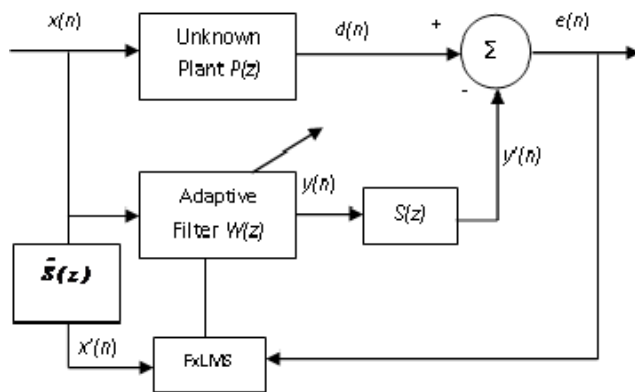 x(n)
Unknown
Plant P(z)
d(n)
+
Σ
e(n)
-
y'(n)
Adaptive
Filter W(z)
y(n)
S(z)
Ŝ(z)
x'(n)
FxLMS